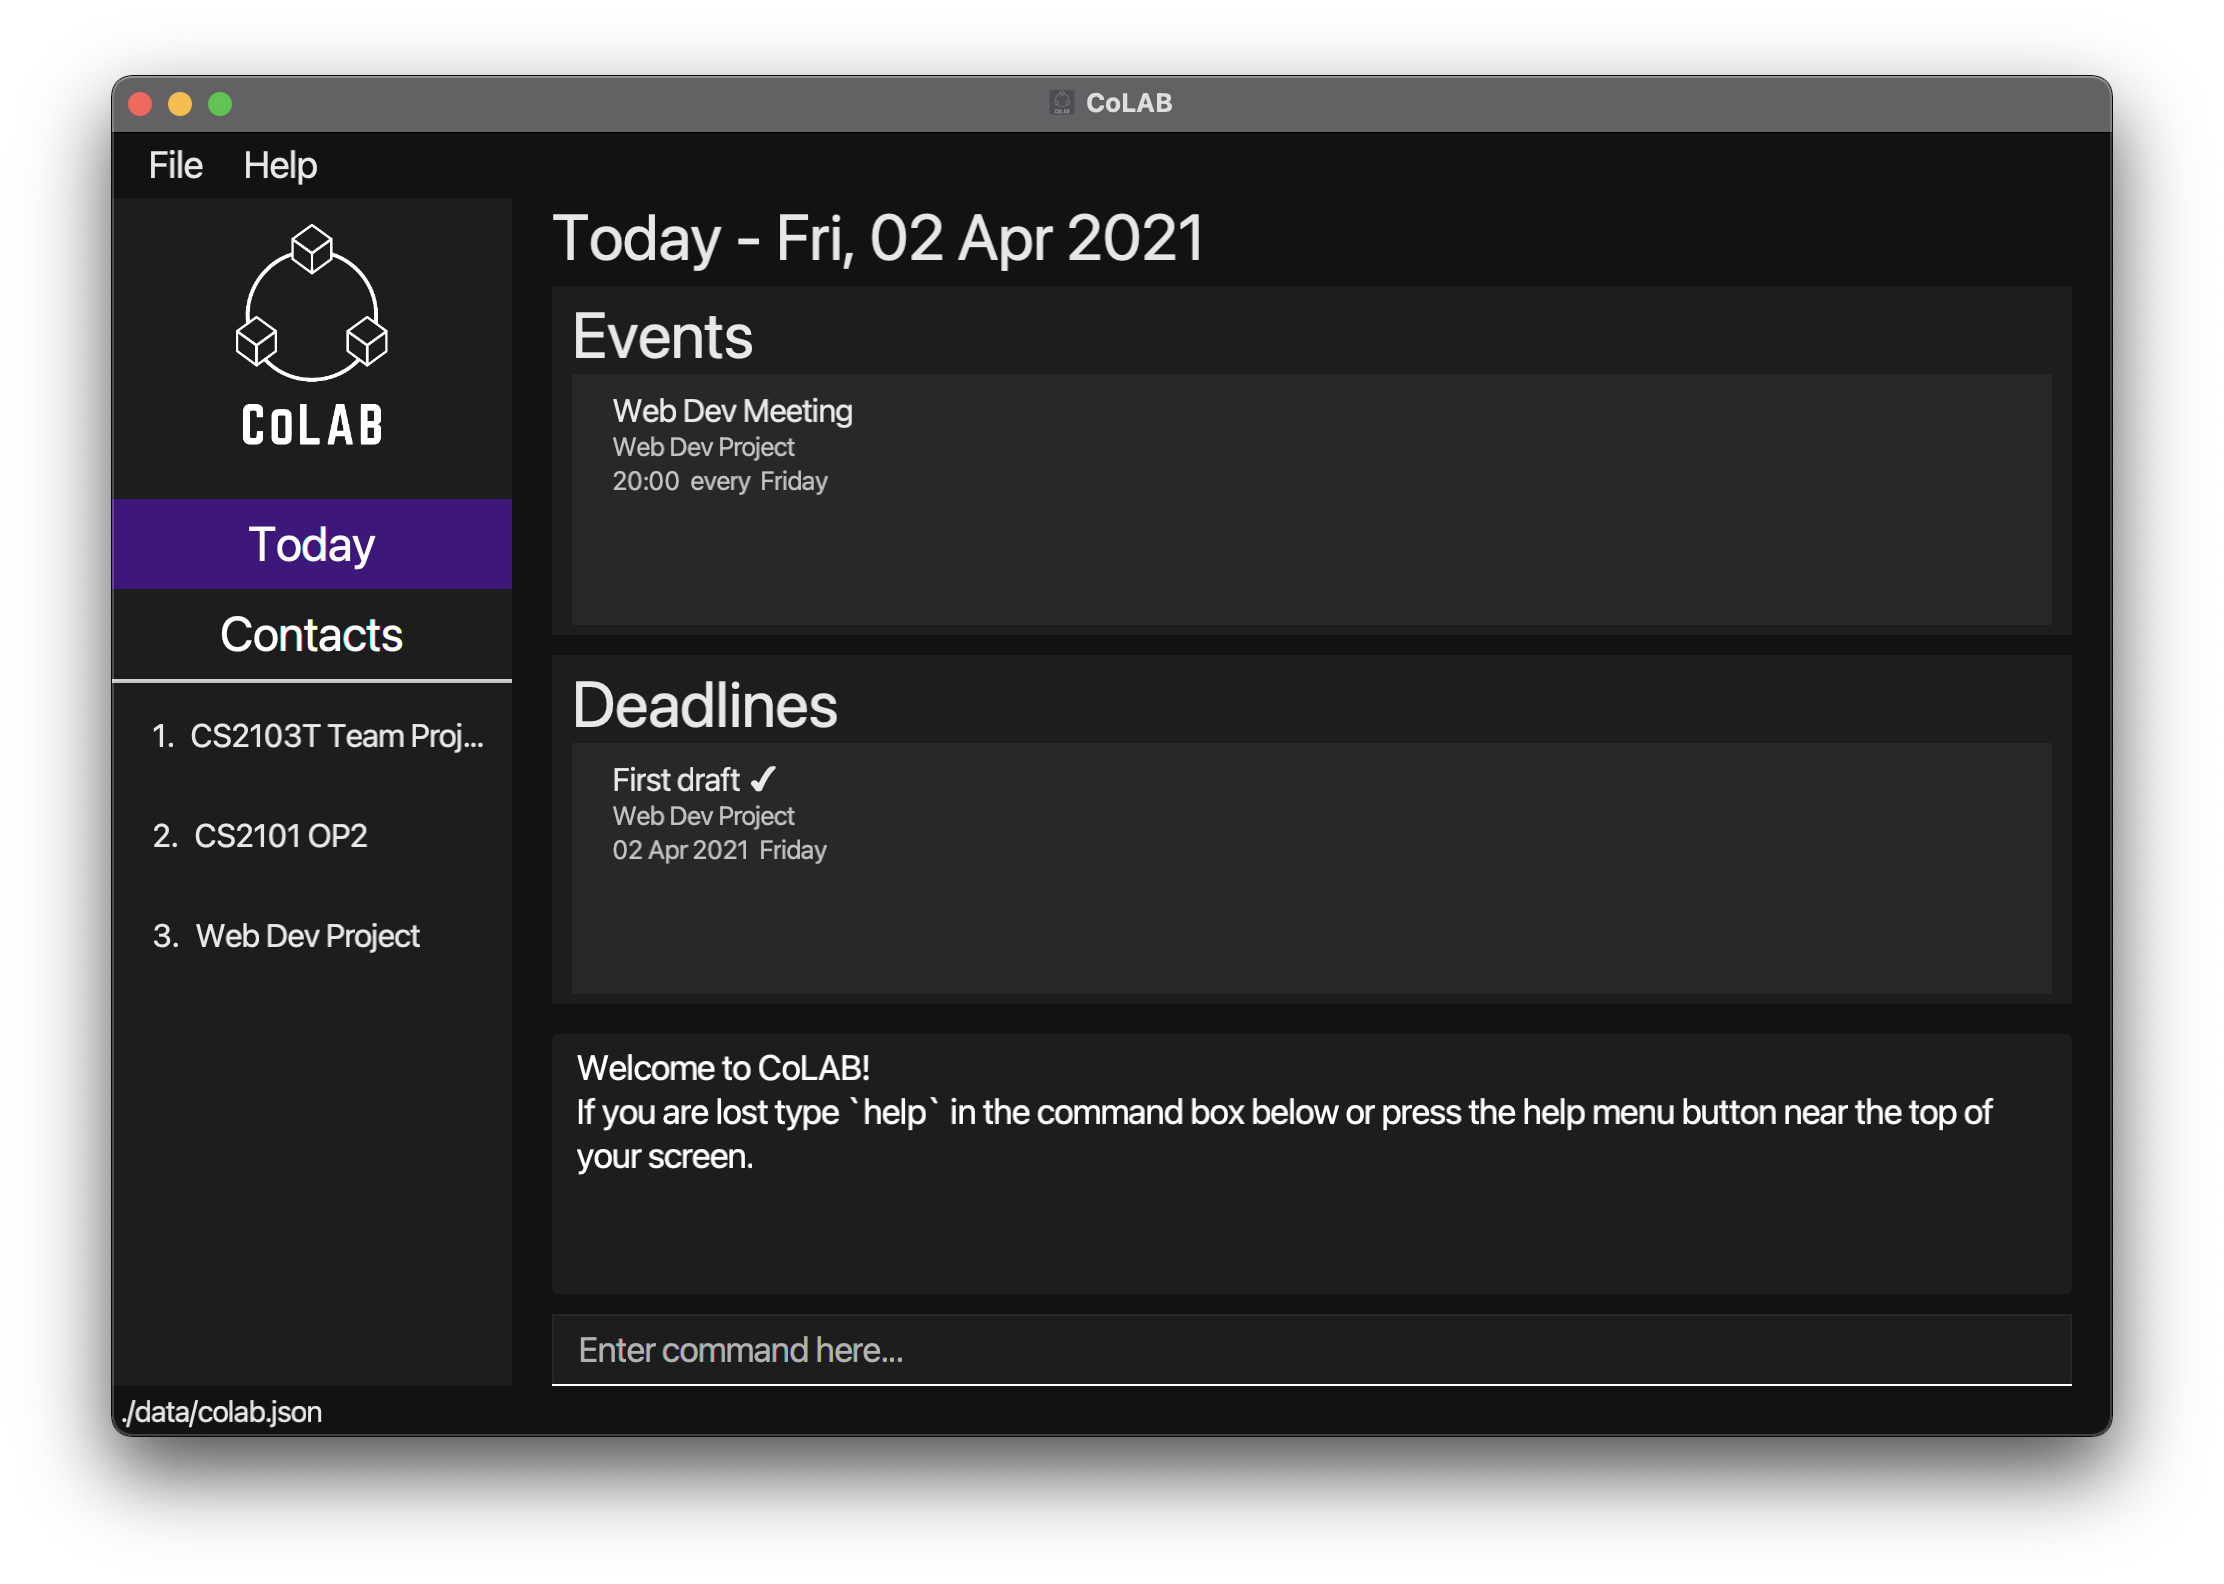 CoLAB
File Help
CoLAB
Today
Contacts
1. CS2103T Team Proj...
2. CS2101 OP2
3. Web Dev Project
Today - Fri, 02 Apr 2021
Events
Web Dev Meeting
Web Dev Project
20:00 every Friday
Deadlines
First draft ✓
Web Dev Project
02 Apr 2021 Friday
Welcome to CoLAB!
If you are lost type `help` in the command box below or press the help menu button near the top of
your screen.
Enter command here...
./data/colab.json